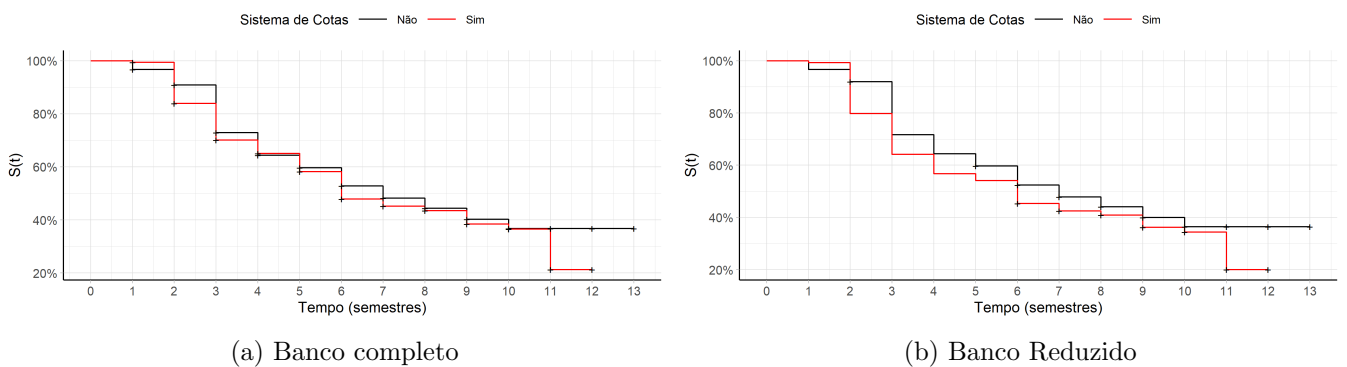 Sistema de Cotas Não Sim
100%
80%
60%
40%
20%
S(t)
0 1 2 3 4 5 6 7 8 9 10 11 12 13
Tempo (semestres)
(a) Banco completo
Sistema de Cotas Não Sim
100%
80%
60%
40%
20%
S(t)
0 1 2 3 4 5 6 7 8 9 10 11 12 13
Tempo (semestres)
(b) Banco Reduzido